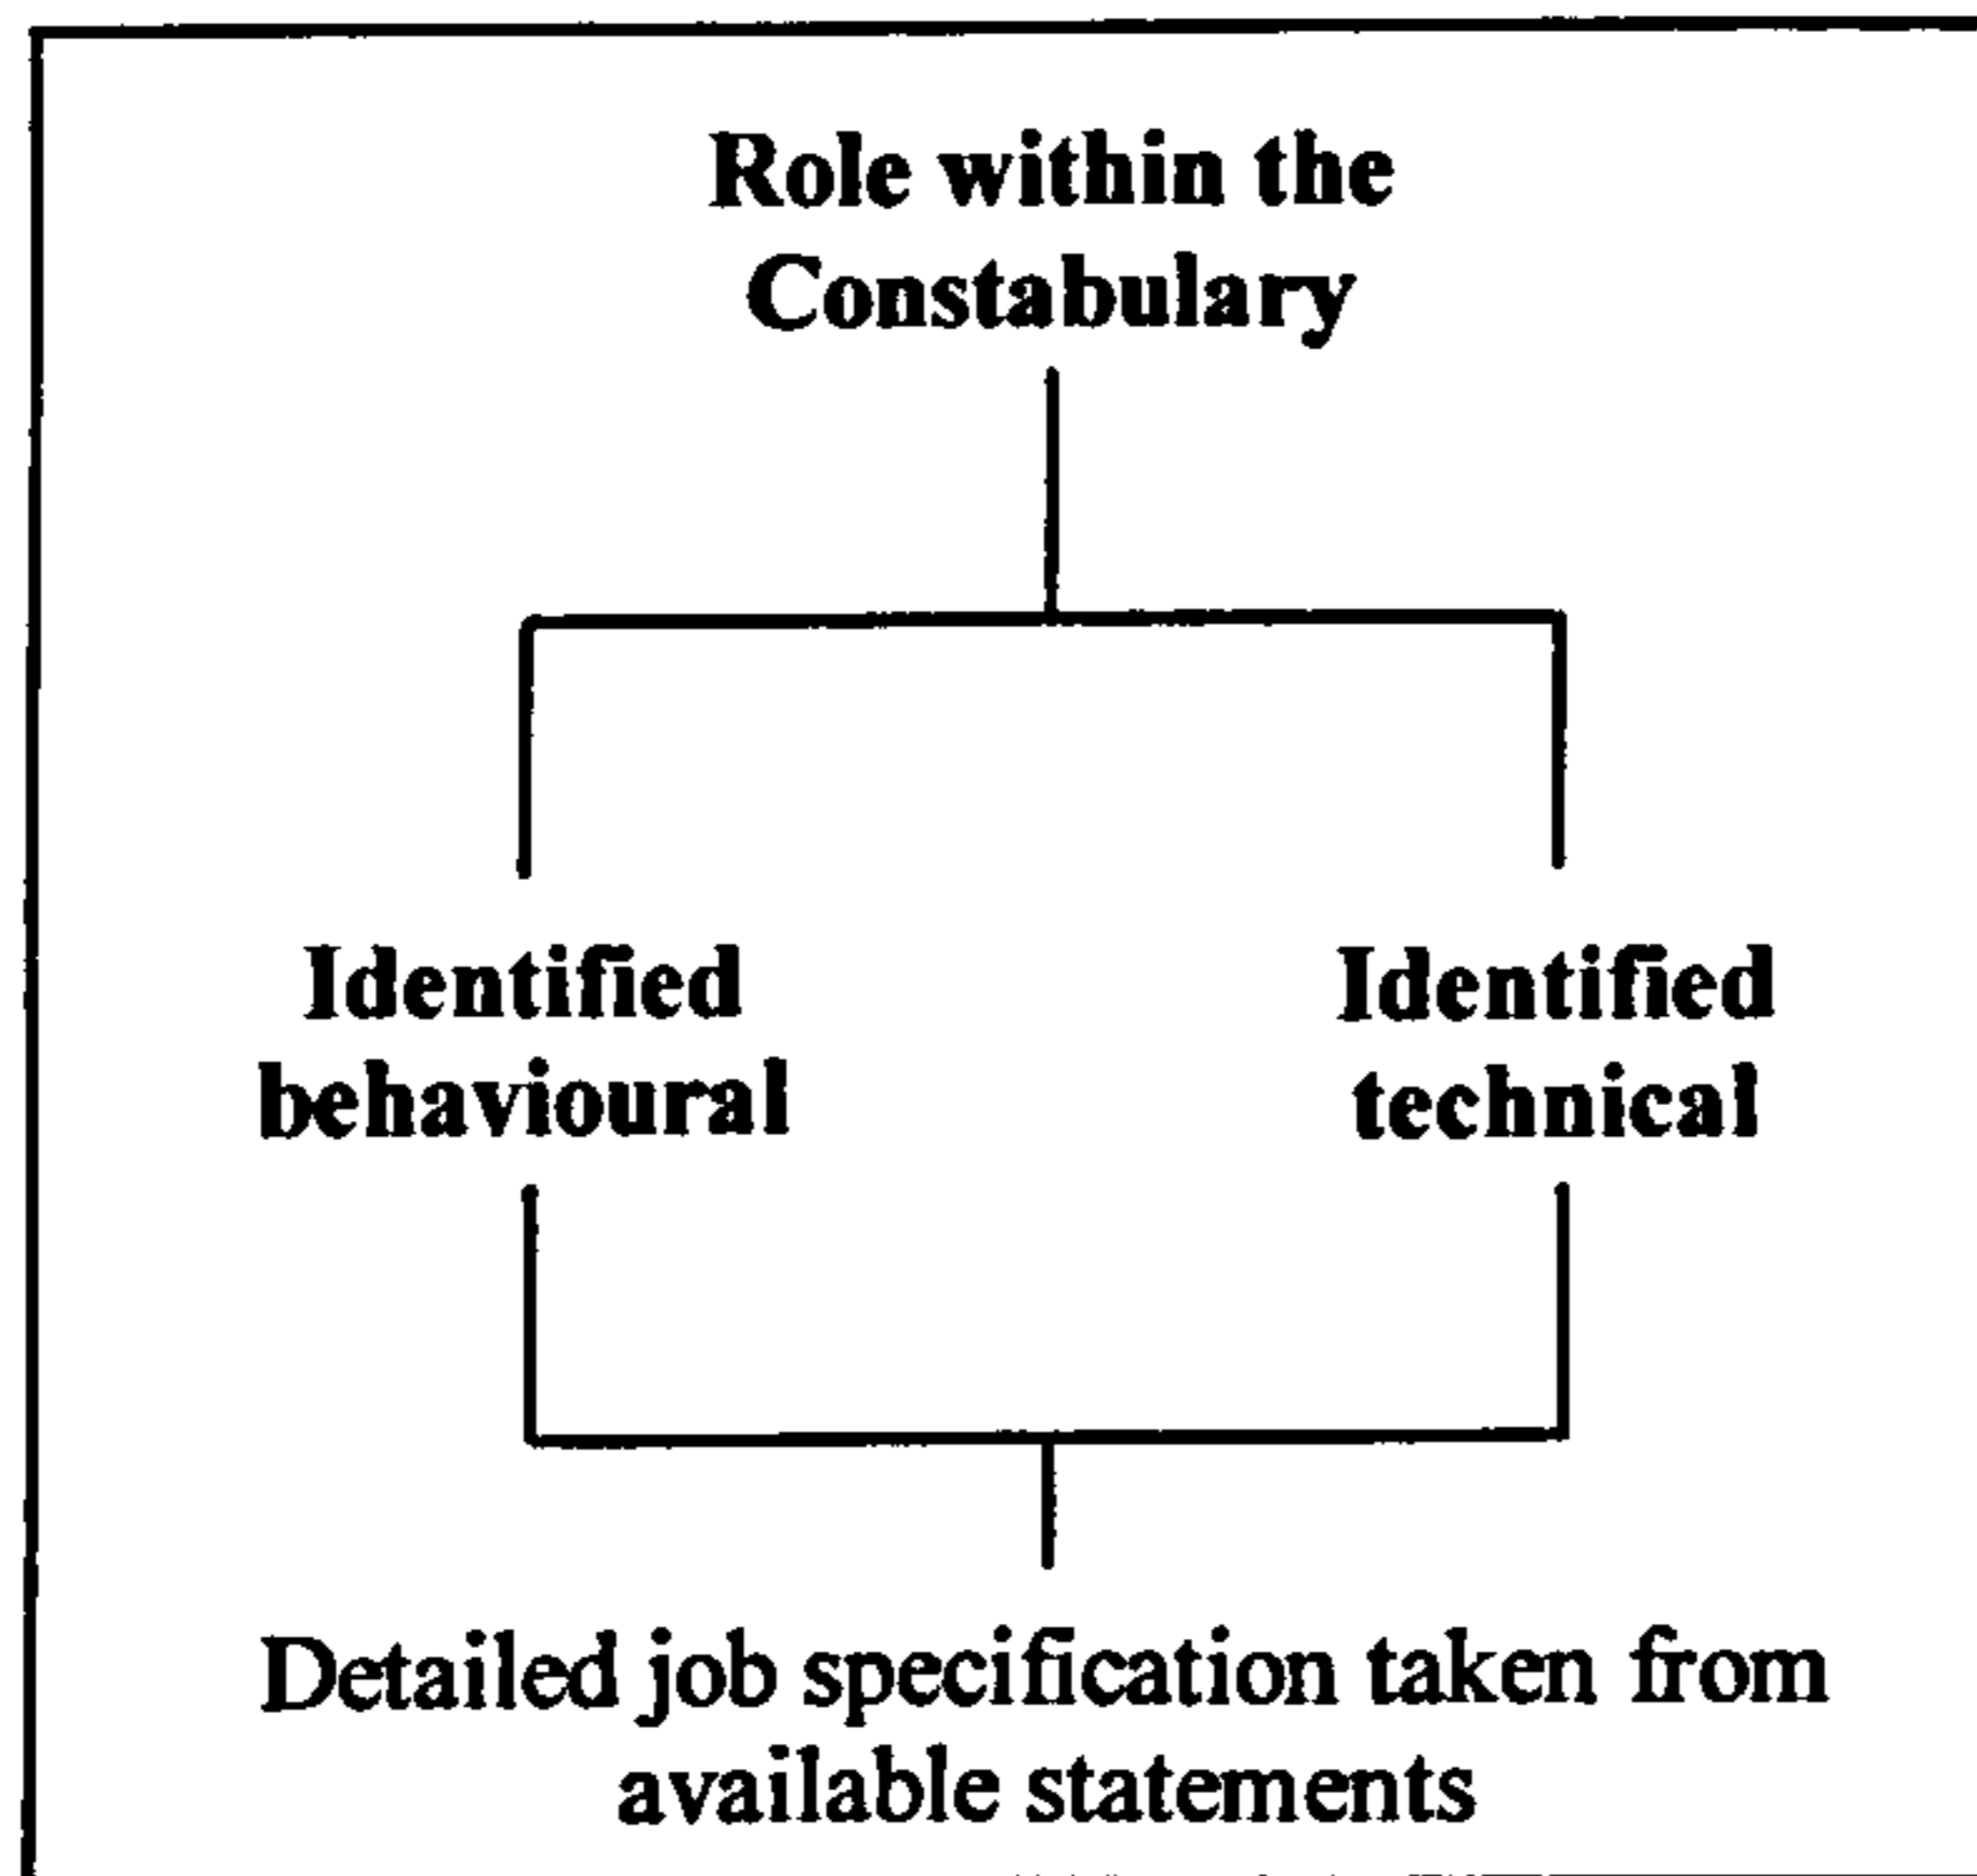 Role within the
Constabulary
Identified
behavioural
Identified
technical
Detailed job specification taken from
available statements